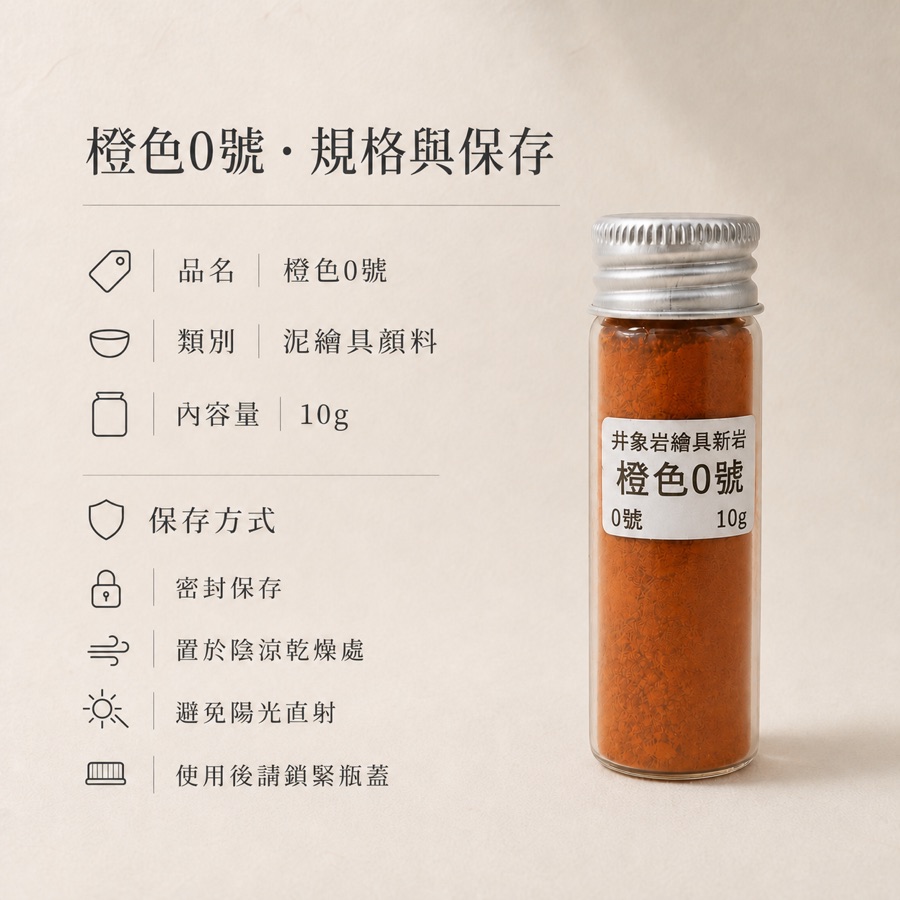 橙色0號・規格與保存
品名 橙色0號
類別 泥繪具顏料
內容量 10g
保存方式
密封保存
置於陰涼乾燥處
避免陽光直射
使用後請鎖緊瓶蓋
井象岩繪具新岩
橙色0號
0號 10g